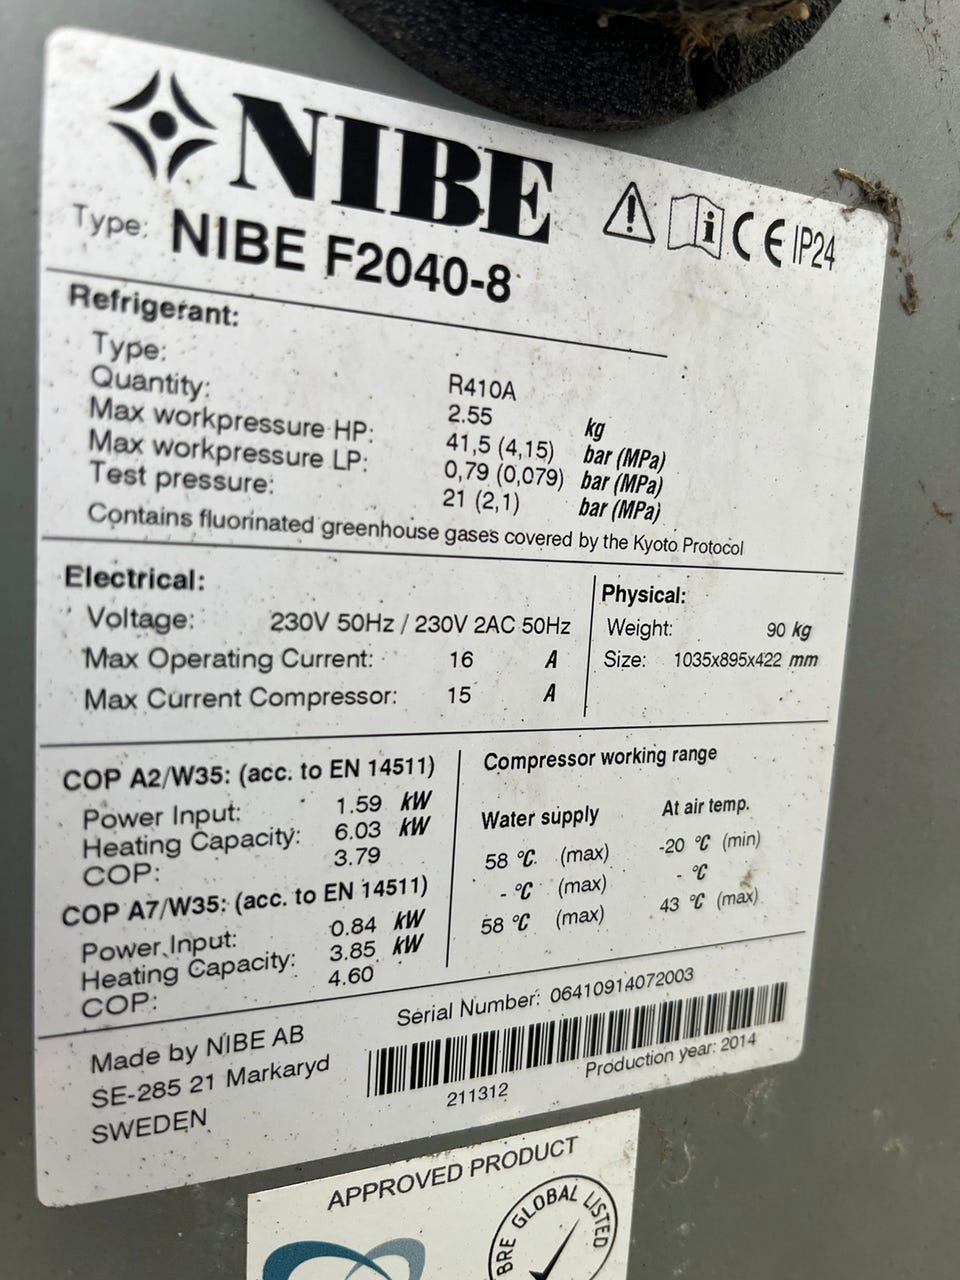 NIBE
Type: NIBE F2040-8
CE IP24
Refrigerant:
Type: R410A
Quantity: 2.55 kg
Max workpressure HP: 41,5 (4,15) bar (MPa)
Max workpressure LP: 0,79 (0,079) bar (MPa)
Test pressure: 21 (2,1) bar (MPa)
Contains fluorinated greenhouse gases covered by the Kyoto Protocol
Electrical:
Voltage: 230V 50Hz / 230V 2AC 50Hz
Max Operating Current: 16 A
Max Current Compressor: 15 A
Physical:
Weight: 90 kg
Size: 1035x895x422 mm
COP A2/W35: (acc. to EN 14511)
Power Input: 1.59 kW
Heating Capacity: 6.03 kW
COP: 3.79
COP A7/W35: (acc. to EN 14511)
Power Input: 0.84 kW
Heating Capacity: 3.85 kW
COP: 4.60
Compressor working range
Water supply At air temp.
58 °C (max) -20 °C (min)
- °C (max) - °C
58 °C (max) 43 °C (max)
Made by NIBE AB
SE-285 21 Markaryd
SWEDEN
Serial Number: 06410914072003
211312 Production year: 2014
APPROVED PRODUCT
BRE GLOBAL LISTED